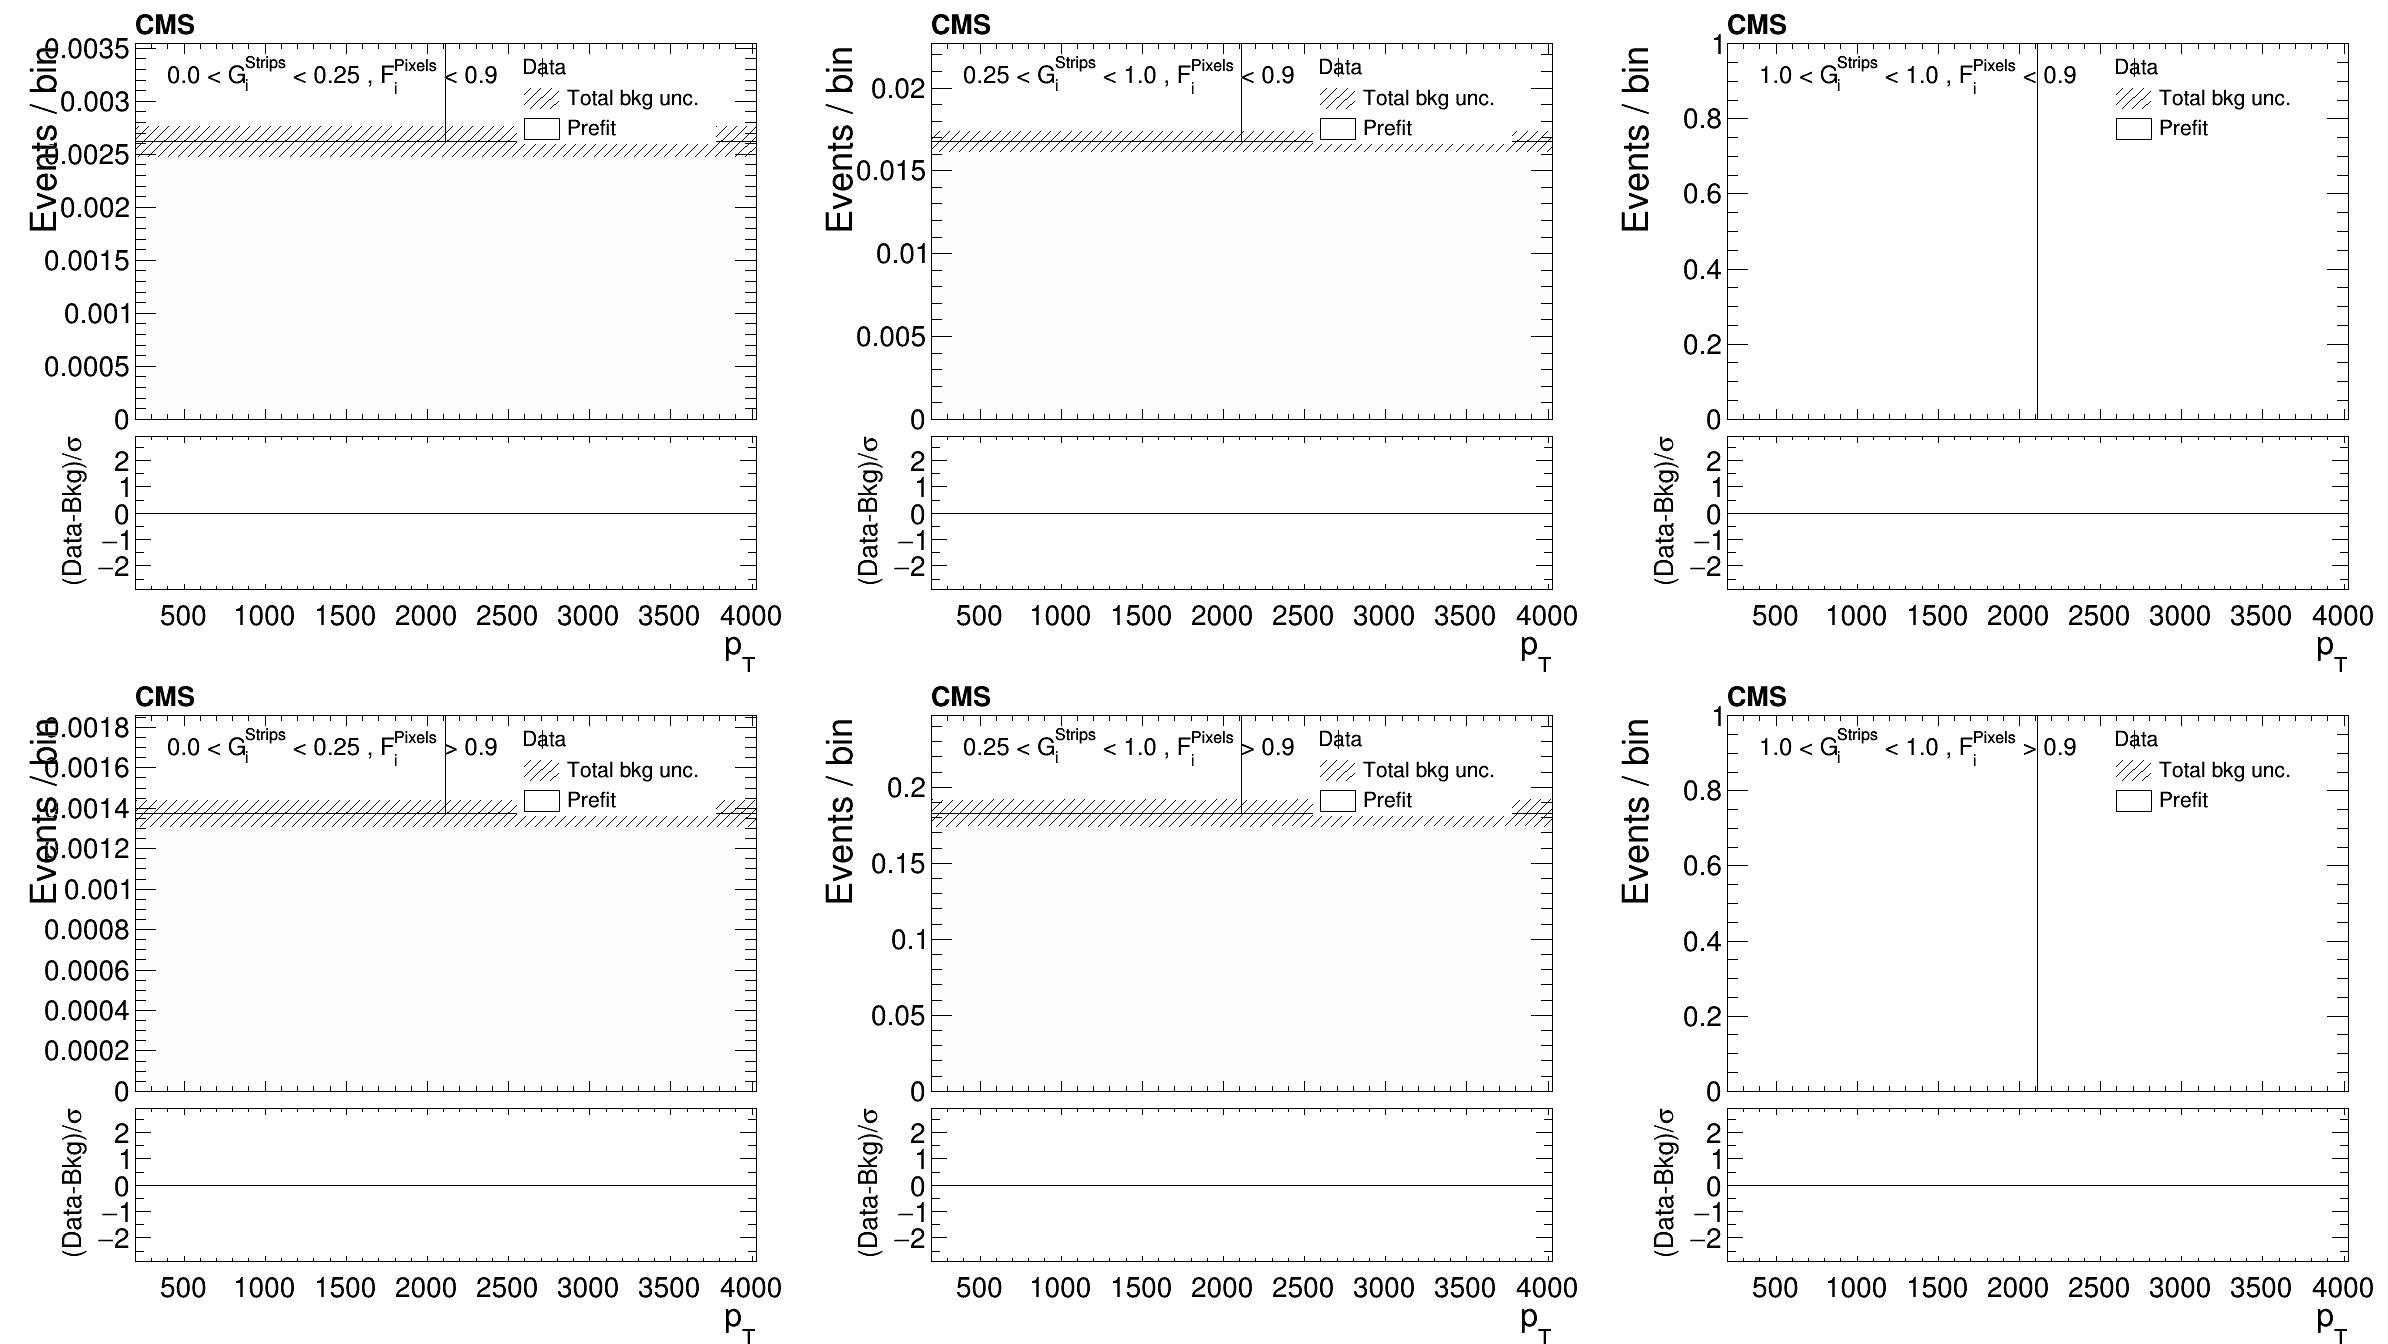 CMS
Events / bin
0.0 < G_i^Strips < 0.25 , F_i^Pixels < 0.9
Data
Total bkg unc.
Prefit
0.0035
0.003
0.0025
0.002
0.0015
0.001
0.0005
0
(Data-Bkg)/σ
2
1
0
−1
−2
500 1000 1500 2000 2500 3000 3500 4000
p_T
CMS
Events / bin
0.25 < G_i^Strips < 1.0 , F_i^Pixels < 0.9
Data
Total bkg unc.
Prefit
0.02
0.015
0.01
0.005
0
(Data-Bkg)/σ
2
1
0
−1
−2
500 1000 1500 2000 2500 3000 3500 4000
p_T
CMS
Events / bin
1.0 < G_i^Strips < 1.0 , F_i^Pixels < 0.9
Data
Total bkg unc.
Prefit
1
0.8
0.6
0.4
0.2
0
(Data-Bkg)/σ
2
1
0
−1
−2
500 1000 1500 2000 2500 3000 3500 4000
p_T
CMS
Events / bin
0.0 < G_i^Strips < 0.25 , F_i^Pixels > 0.9
Data
Total bkg unc.
Prefit
0.0018
0.0016
0.0014
0.0012
0.001
0.0008
0.0006
0.0004
0.0002
0
(Data-Bkg)/σ
2
1
0
−1
−2
500 1000 1500 2000 2500 3000 3500 4000
p_T
CMS
Events / bin
0.25 < G_i^Strips < 1.0 , F_i^Pixels > 0.9
Data
Total bkg unc.
Prefit
0.2
0.15
0.1
0.05
0
(Data-Bkg)/σ
2
1
0
−1
−2
500 1000 1500 2000 2500 3000 3500 4000
p_T
CMS
Events / bin
1.0 < G_i^Strips < 1.0 , F_i^Pixels > 0.9
Data
Total bkg unc.
Prefit
1
0.8
0.6
0.4
0.2
0
(Data-Bkg)/σ
2
1
0
−1
−2
500 1000 1500 2000 2500 3000 3500 4000
p_T